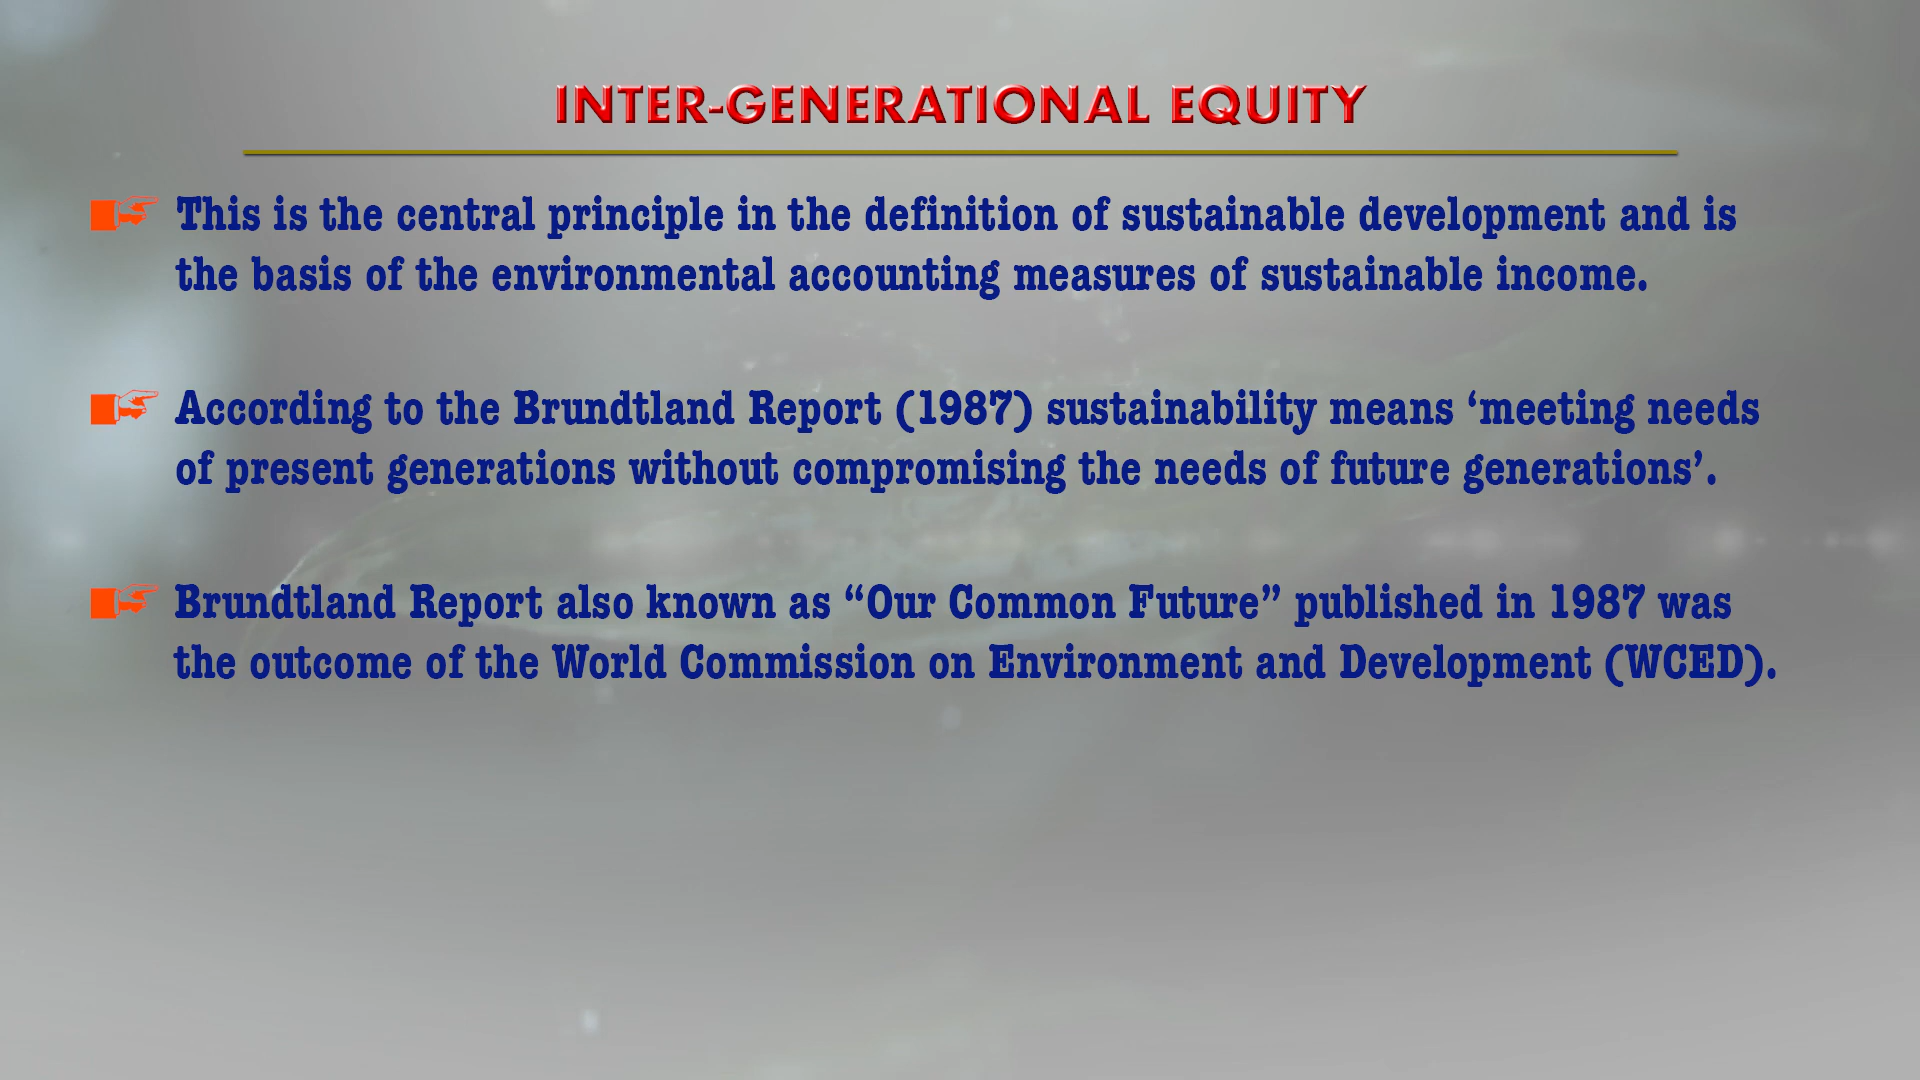 INTER-GENERATIONAL EQUITY
This is the central principle in the definition of sustainable development and is
the basis of the environmental accounting measures of sustainable income.
According to the Brundtland Report (1987) sustainability means ‘meeting needs
of present generations without compromising the needs of future generations’.
Brundtland Report also known as “Our Common Future” published in 1987 was
the outcome of the World Commission on Environment and Development (WCED).